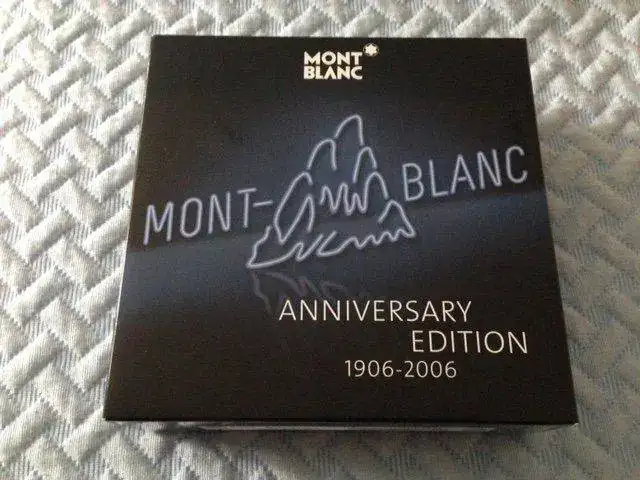 MONT
BLANC
MONT-BLANC
ANNIVERSARY
EDITION
1906-2006